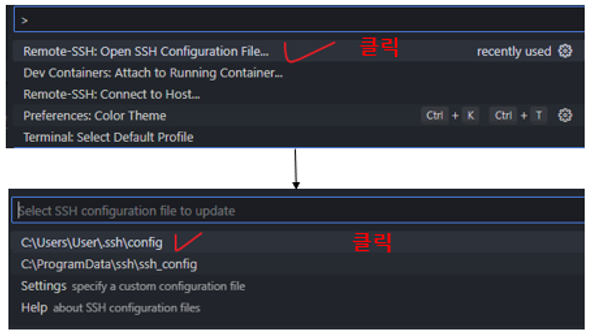 >
Remote-SSH: Open SSH Configuration File... 클릭 recently used
Dev Containers: Attach to Running Container...
Remote-SSH: Connect to Host...
Preferences: Color Theme Ctrl + K Ctrl + T
Terminal: Select Default Profile
Select SSH configuration file to update
C:\Users\User\.ssh\config 클릭
C:\ProgramData\ssh\ssh_config
Settings specify a custom configuration file
Help about SSH configuration files